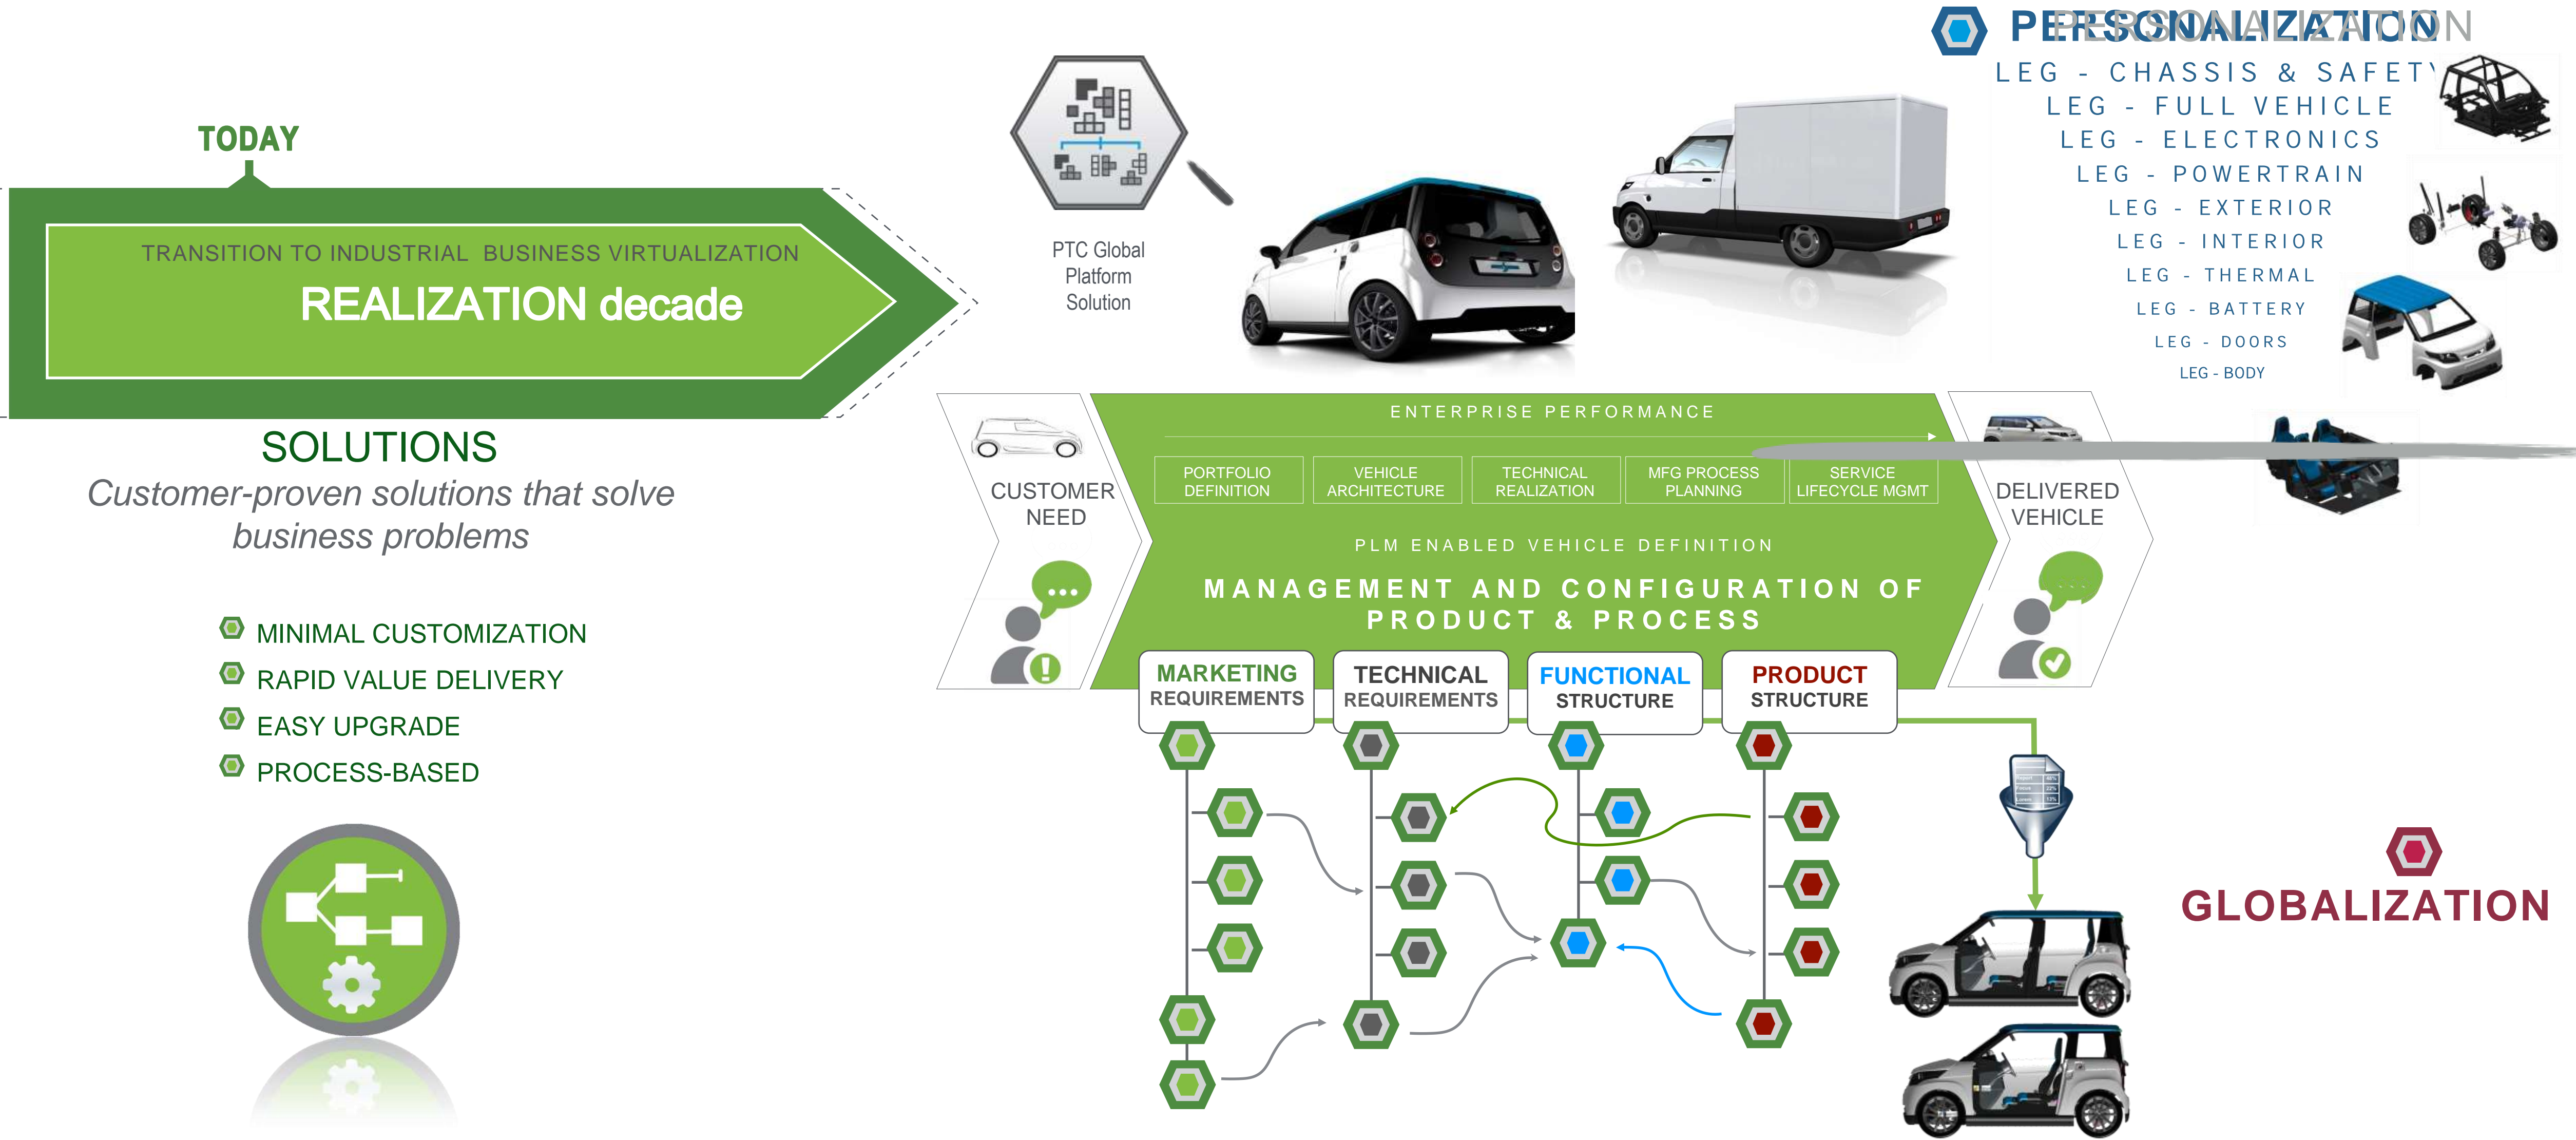 TODAY
TRANSITION TO INDUSTRIAL BUSINESS VIRTUALIZATION
REALIZATION decade
SOLUTIONS
Customer-proven solutions that solve
business problems
MINIMAL CUSTOMIZATION
RAPID VALUE DELIVERY
EASY UPGRADE
PROCESS-BASED
PTC Global
Platform
Solution
PERSONALIZATION
PERSONALIZATION
LEG - CHASSIS & SAFETY
LEG - FULL VEHICLE
LEG - ELECTRONICS
LEG - POWERTRAIN
LEG - EXTERIOR
LEG - INTERIOR
LEG - THERMAL
LEG - BATTERY
LEG - DOORS
LEG - BODY
CUSTOMER
NEED
ENTERPRISE PERFORMANCE
PORTFOLIO
DEFINITION
VEHICLE
ARCHITECTURE
TECHNICAL
REALIZATION
MFG PROCESS
PLANNING
SERVICE
LIFECYCLE MGMT
PLM ENABLED VEHICLE DEFINITION
MANAGEMENT AND CONFIGURATION OF
PRODUCT & PROCESS
DELIVERED
VEHICLE
MARKETING
REQUIREMENTS
TECHNICAL
REQUIREMENTS
FUNCTIONAL
STRUCTURE
PRODUCT
STRUCTURE
GLOBALIZATION